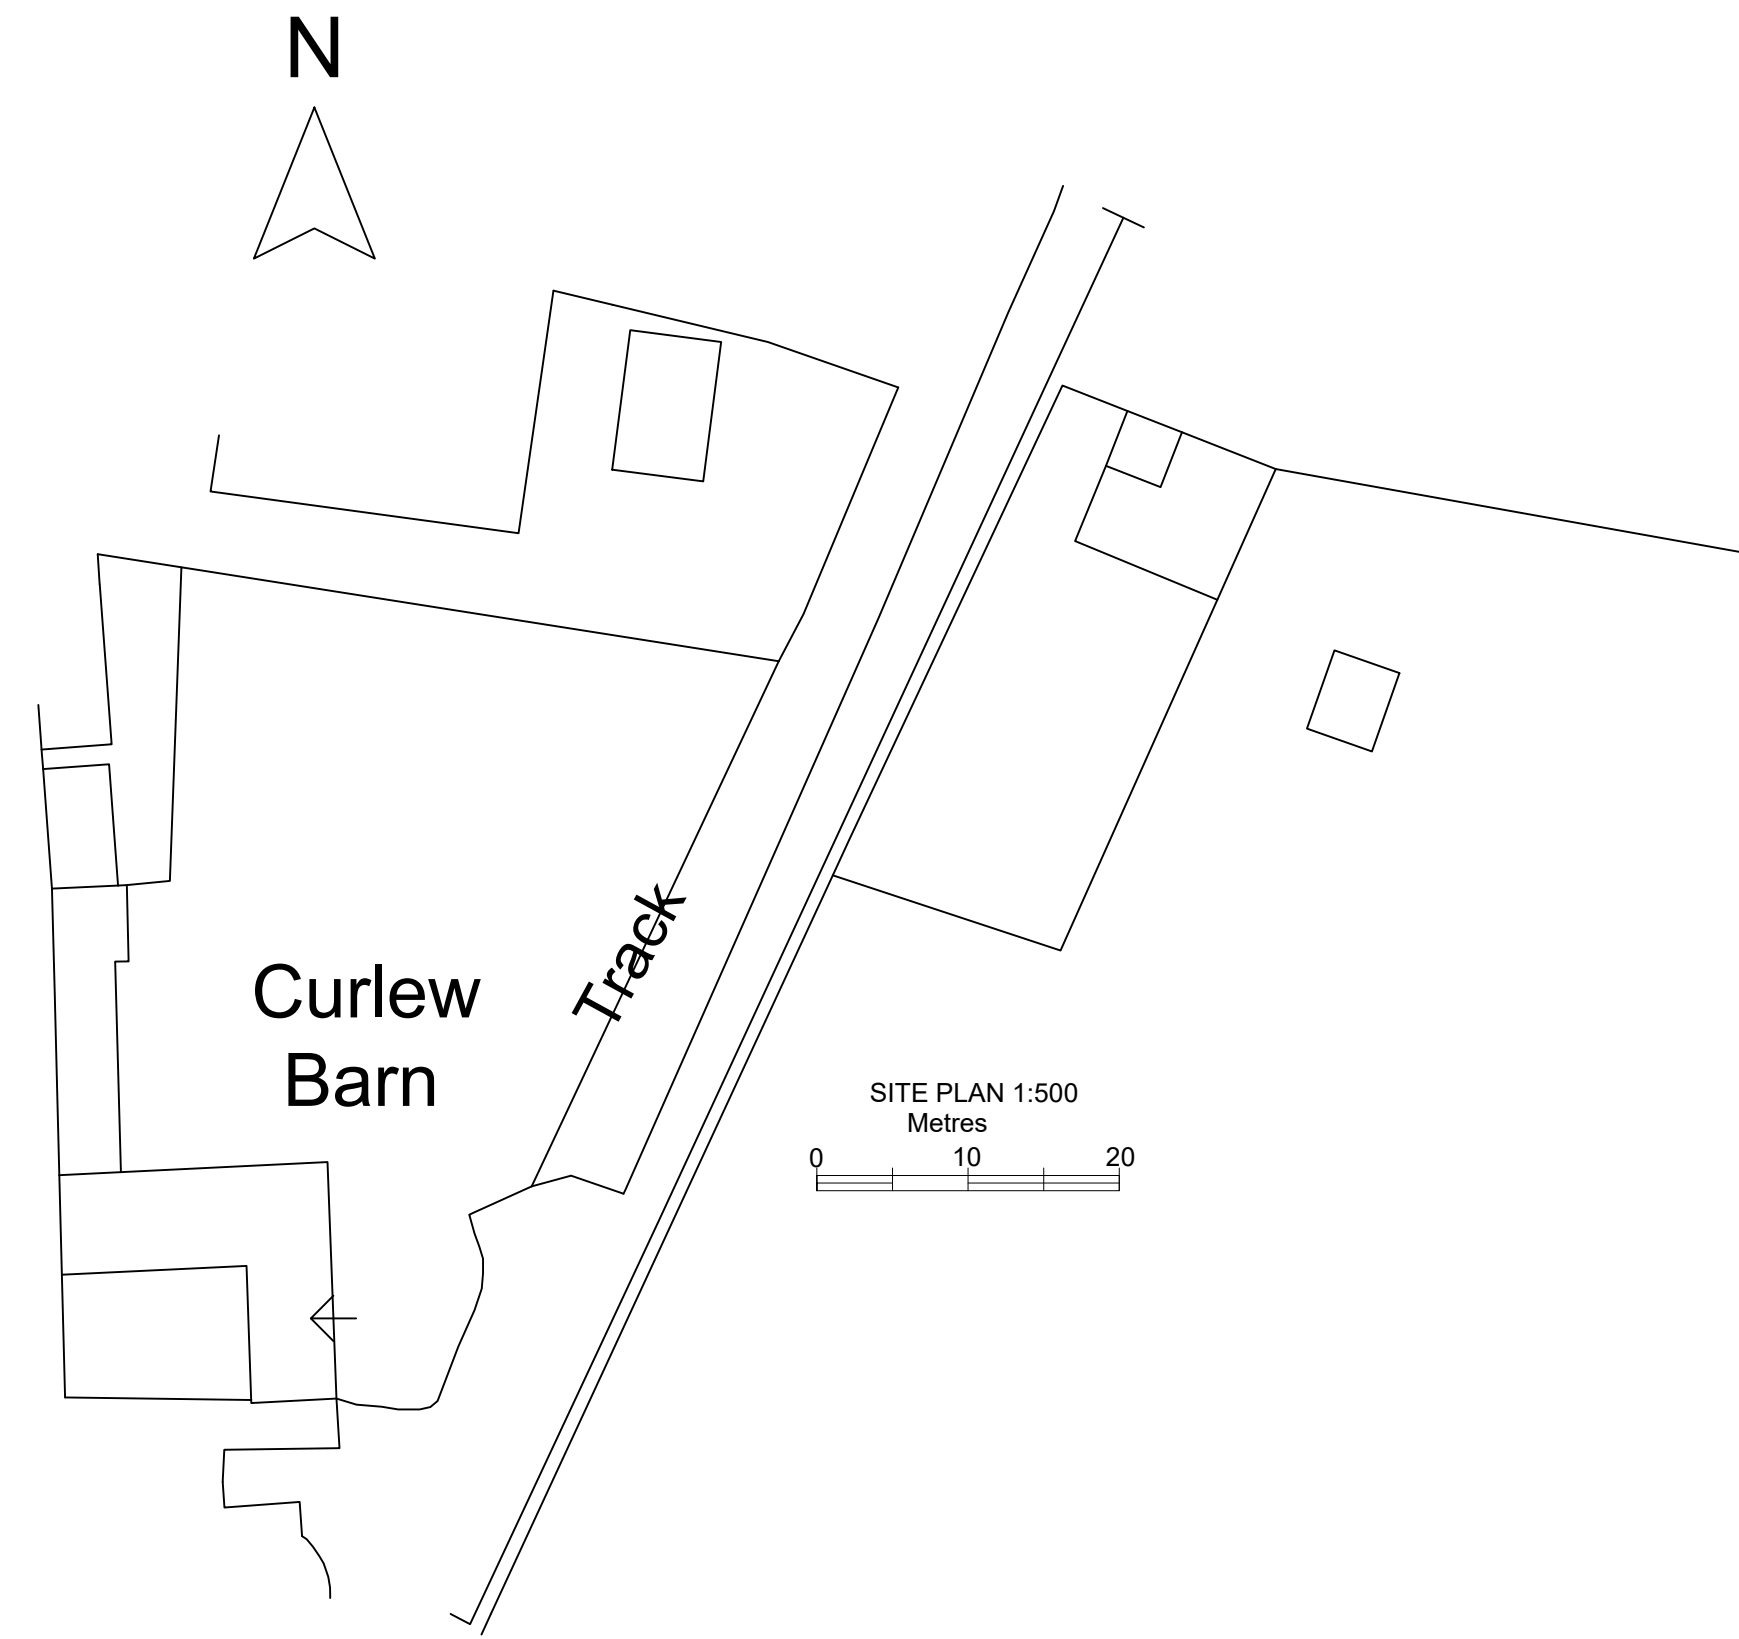 N
Curlew
Barn
Track
SITE PLAN 1:500
Metres
0 10 20